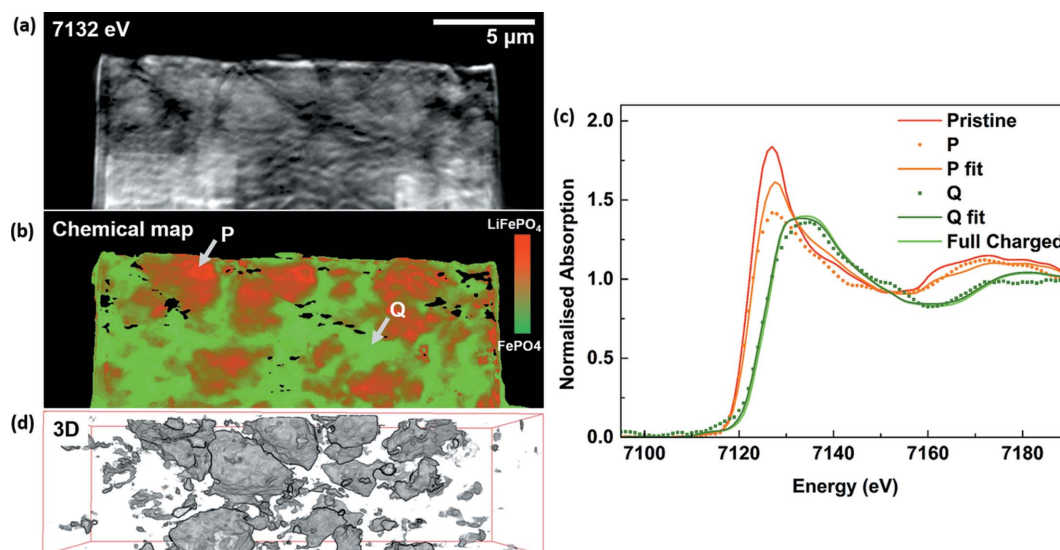 (a)
7132 eV
5 μm
(b)
Chemical map
P
Q
LiFePO4
FePO4
(d)
3D
(c)
2.0
1.5
1.0
0.5
0.0
Normalised Absorption
7100
7120
7140
7160
7180
Energy (eV)
Pristine
P
P fit
Q
Q fit
Full Charged